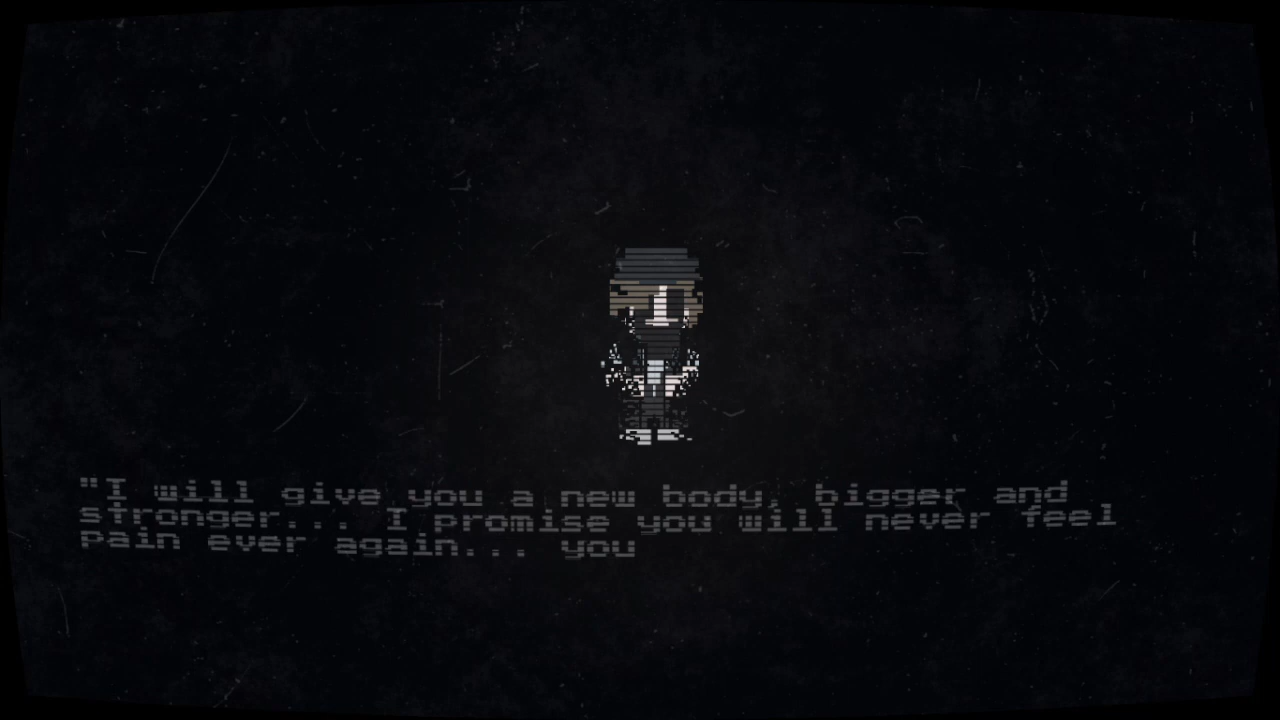 "I will give you a new body, bigger and
stronger... I promise you will never feel
pain ever again... you